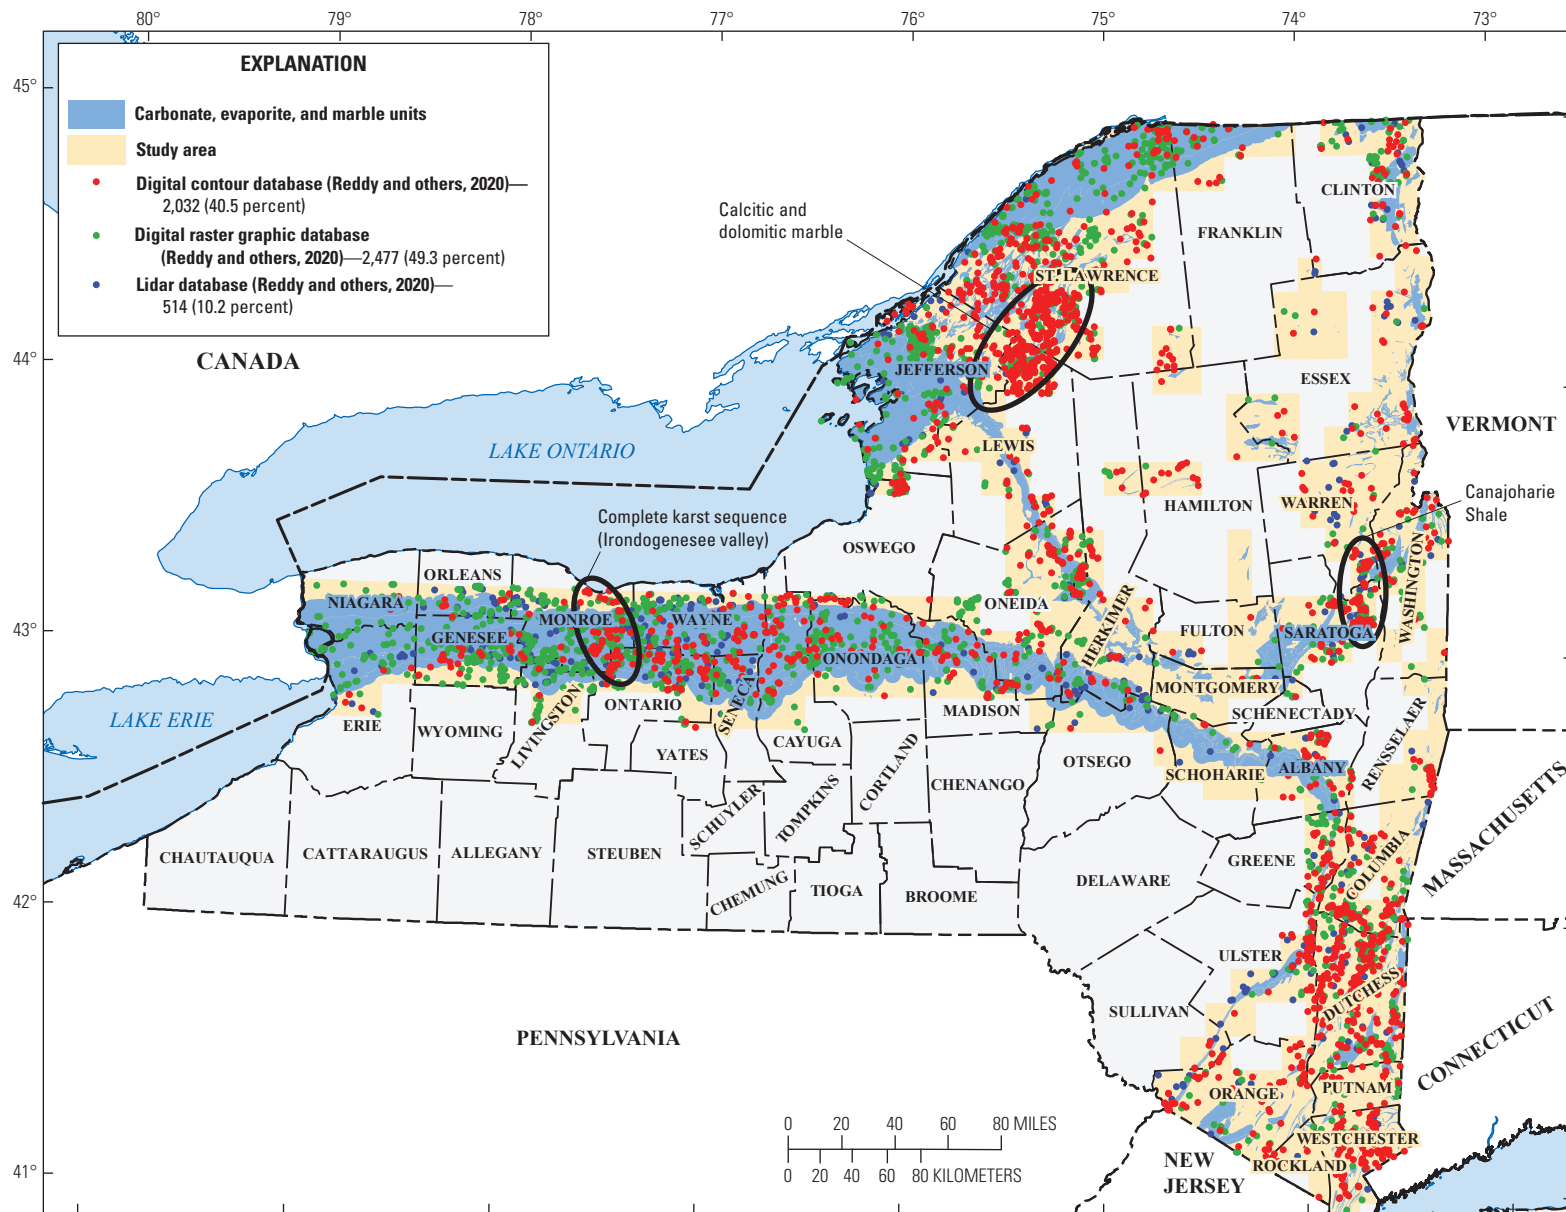 80°
79°
78°
77°
76°
75°
74°
73°
45°
44°
43°
42°
41°
EXPLANATION
Carbonate, evaporite, and marble units
Study area
Digital contour database (Reddy and others, 2020)—
2,032 (40.5 percent)
Digital raster graphic database
(Reddy and others, 2020)—2,477 (49.3 percent)
Lidar database (Reddy and others, 2020)—
514 (10.2 percent)
CANADA
LAKE ONTARIO
LAKE ERIE
Calcitic and
dolomitic marble
Complete karst sequence
(Irondogenesee valley)
Canajoharie
Shale
CLINTON
FRANKLIN
ST. LAWRENCE
JEFFERSON
ESSEX
VERMONT
LEWIS
HAMILTON
WARREN
OSWEGO
WASHINGTON
ORLEANS
NIAGARA
MONROE
WAYNE
ONEIDA
HERKIMER
FULTON
SARATOGA
GENESEE
ONONDAGA
MONTGOMERY
SENECA
ONTARIO
LIVINGSTON
MADISON
SCHENECTADY
RENSSELAER
ERIE
WYOMING
YATES
CAYUGA
CORTLAND
OTSEGO
SCHOHARIE
ALBANY
CHENANGO
SCHUYLER
TOMPKINS
MASSACHUSETTS
CHAUTAUQUA
CATTARAUGUS
ALLEGANY
STEUBEN
CHEMUNG
TIOGA
BROOME
DELAWARE
GREENE
COLUMBIA
ULSTER
SULLIVAN
DUTCHESS
CONNECTICUT
PENNSYLVANIA
ORANGE
PUTNAM
WESTCHESTER
ROCKLAND
NEW
JERSEY
0 20 40 60 80 MILES
0 20 40 60 80 KILOMETERS